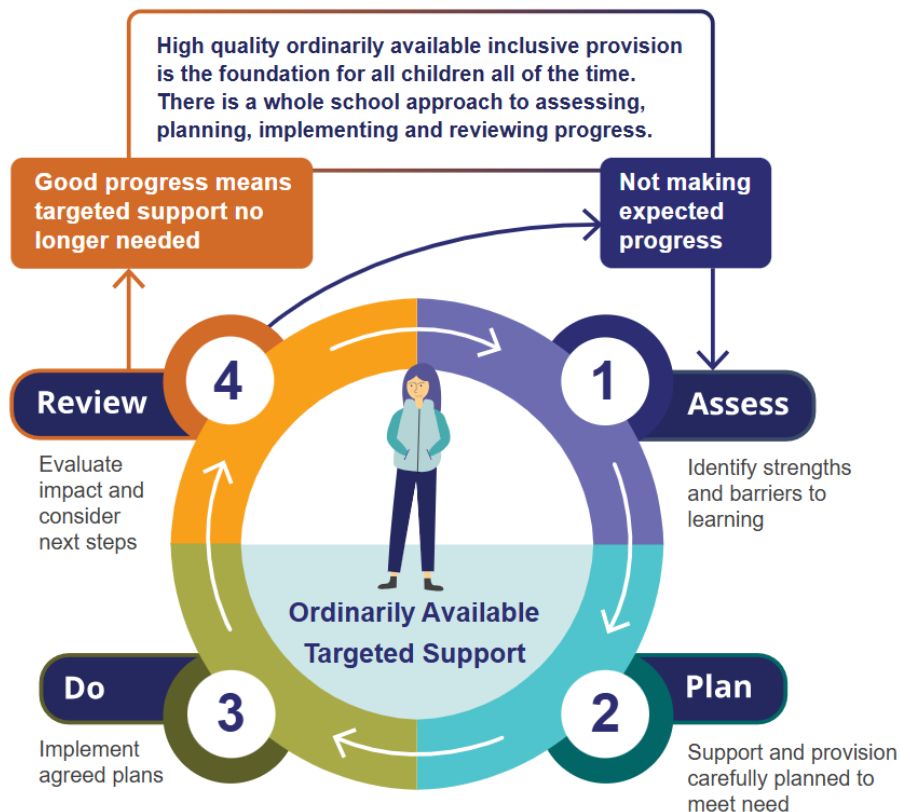 High quality ordinarily available inclusive provision
is the foundation for all children all of the time.
There is a whole school approach to assessing,
planning, implementing and reviewing progress.
Good progress means
targeted support no
longer needed
Not making
expected
progress
4
Review
Evaluate
impact and
consider
next steps
1
Assess
Identify strengths
and barriers to
learning
Ordinarily Available
Targeted Support
3
Do
Implement
agreed plans
2
Plan
Support and provision
carefully planned to
meet need